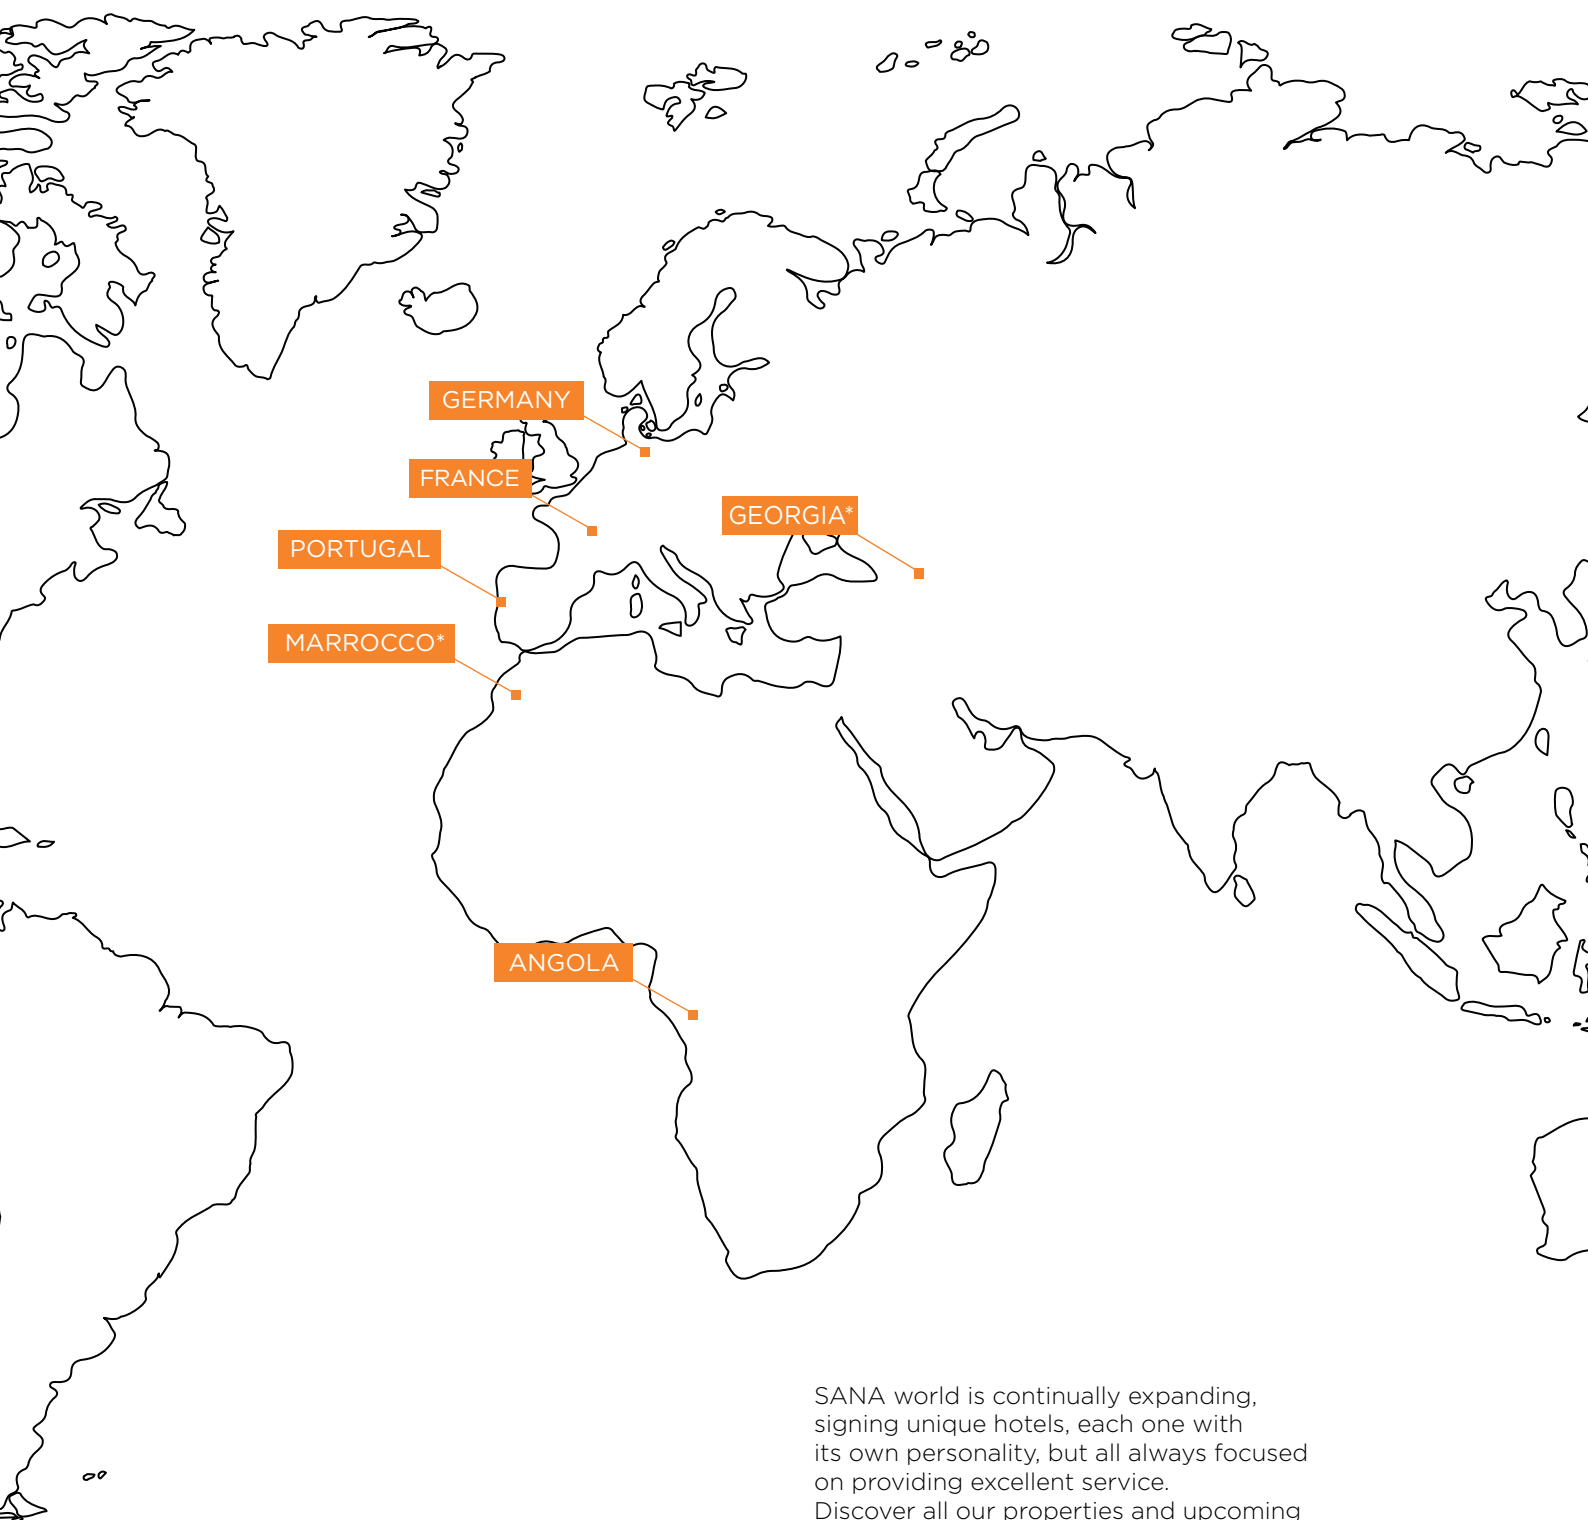 GERMANY
FRANCE
GEORGIA*
PORTUGAL
MARROCCO*
ANGOLA
SANA world is continually expanding,
signing unique hotels, each one with
its own personality, but all always focused
on providing excellent service.
Discover all our properties and upcoming